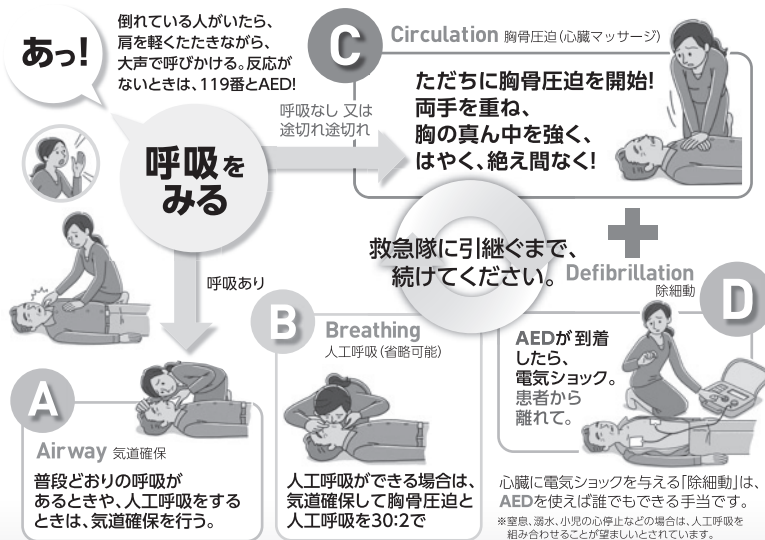 あっ!
倒れている人がいたら、
肩を軽くたたきながら、
大声で呼びかける。反応が
ないときは、119番とAED!
呼吸を
みる
呼吸なし 又は
途切れ途切れ
C
Circulation 胸骨圧迫(心臓マッサージ)
ただちに胸骨圧迫を開始!
両手を重ね、
胸の真ん中を強く、
はやく、絶え間なく!
救急隊に引継ぐまで、
続けてください。
呼吸あり
A
Airway 気道確保
普段どおりの呼吸が
あるときや、人工呼吸をする
ときは、気道確保を行う。
B
Breathing
人工呼吸(省略可能)
人工呼吸ができる場合は、
気道確保して胸骨圧迫と
人工呼吸を30:2で
D
Defibrillation
除細動
AEDが到着
したら、
電気ショック。
患者から
離れて。
心臓に電気ショックを与える「除細動」は、
AEDを使えば誰でもできる手当です。
※窒息、溺水、小児の心停止などの場合は、人工呼吸を
組み合わせることが望ましいとされています。